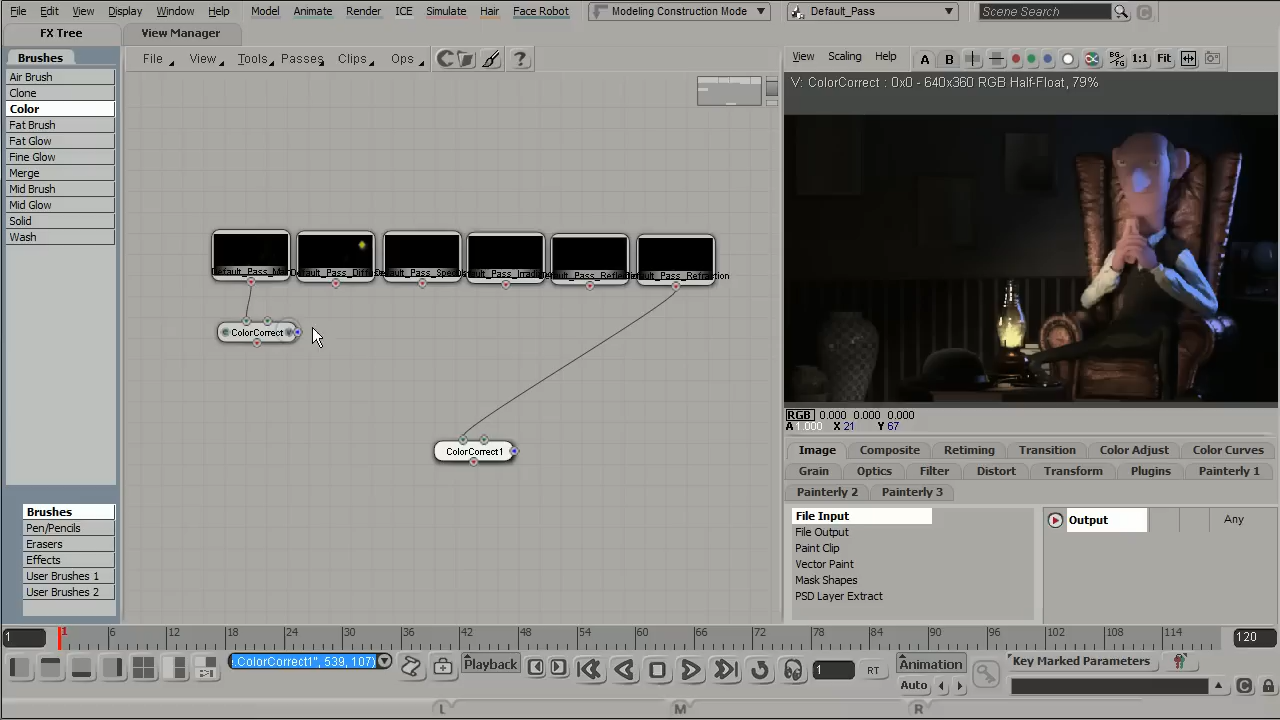 File Edit View Display Window Help Model Animate Render ICE Simulate Hair Face Robot Modeling Construction Mode Default_Pass Scene Search
FX Tree View Manager
Brushes
File View Tools Passes Clips Ops ?
View Scaling Help A B BG/FG 1:1 Fit
Air Brush
Clone
Color
Fat Brush
Fat Glow
Fine Glow
Merge
Mid Brush
Mid Glow
Solid
Wash
V: ColorCorrect : 0x0 - 640x360 RGB Half-Float, 79%
Default_Pass_Refraction
ColorCorrect
ColorCorrect1
RGB 0.000 0.000 0.000
A 1.000 X 21 Y 67
Image Composite Retiming Transition Color Adjust Color Curves
Grain Optics Filter Distort Transform Plugins Painterly 1
Painterly 2 Painterly 3
File Input
File Output
Paint Clip
Vector Paint
Mask Shapes
PSD Layer Extract
Output Any
Brushes
Pen/Pencils
Erasers
Effects
User Brushes 1
User Brushes 2
1 1 6 12 18 24 30 36 42 48 54 60 66 72 78 84 90 96 102 108 114 120
.ColorCorrect1", 539, 107) Playback 1 RT Animation Key Marked Parameters
Auto
L M R